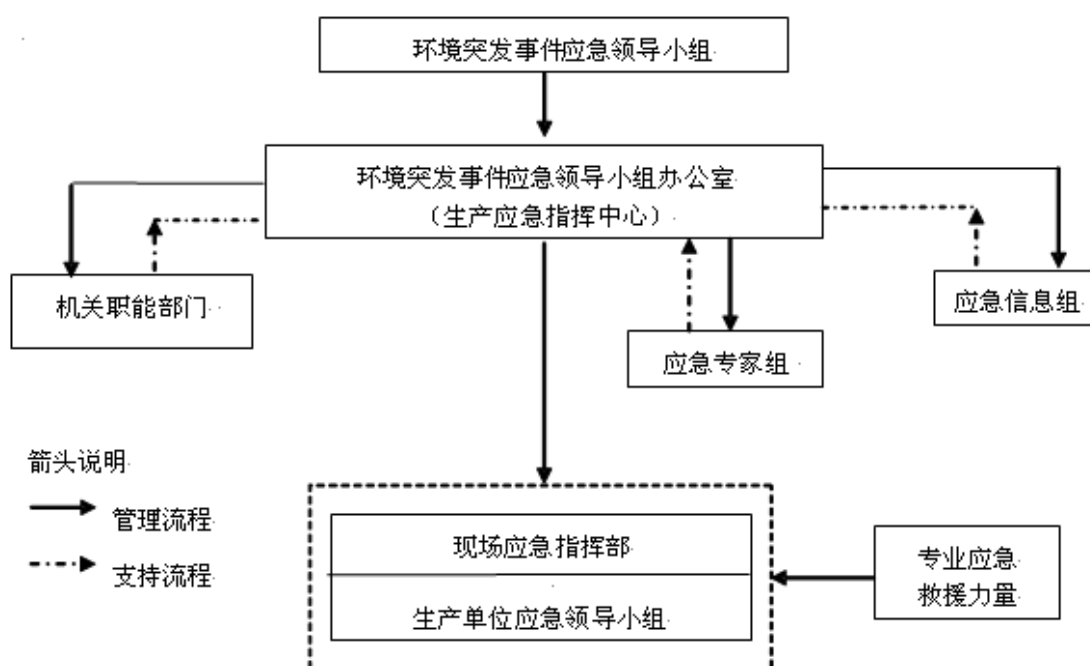 环境突发事件应急领导小组
环境突发事件应急领导小组办公室
（生产应急指挥中心）
机关职能部门
应急信息组
应急专家组
箭头说明
管理流程
支持流程
现场应急指挥部
生产单位应急领导小组
专业应急
救援力量